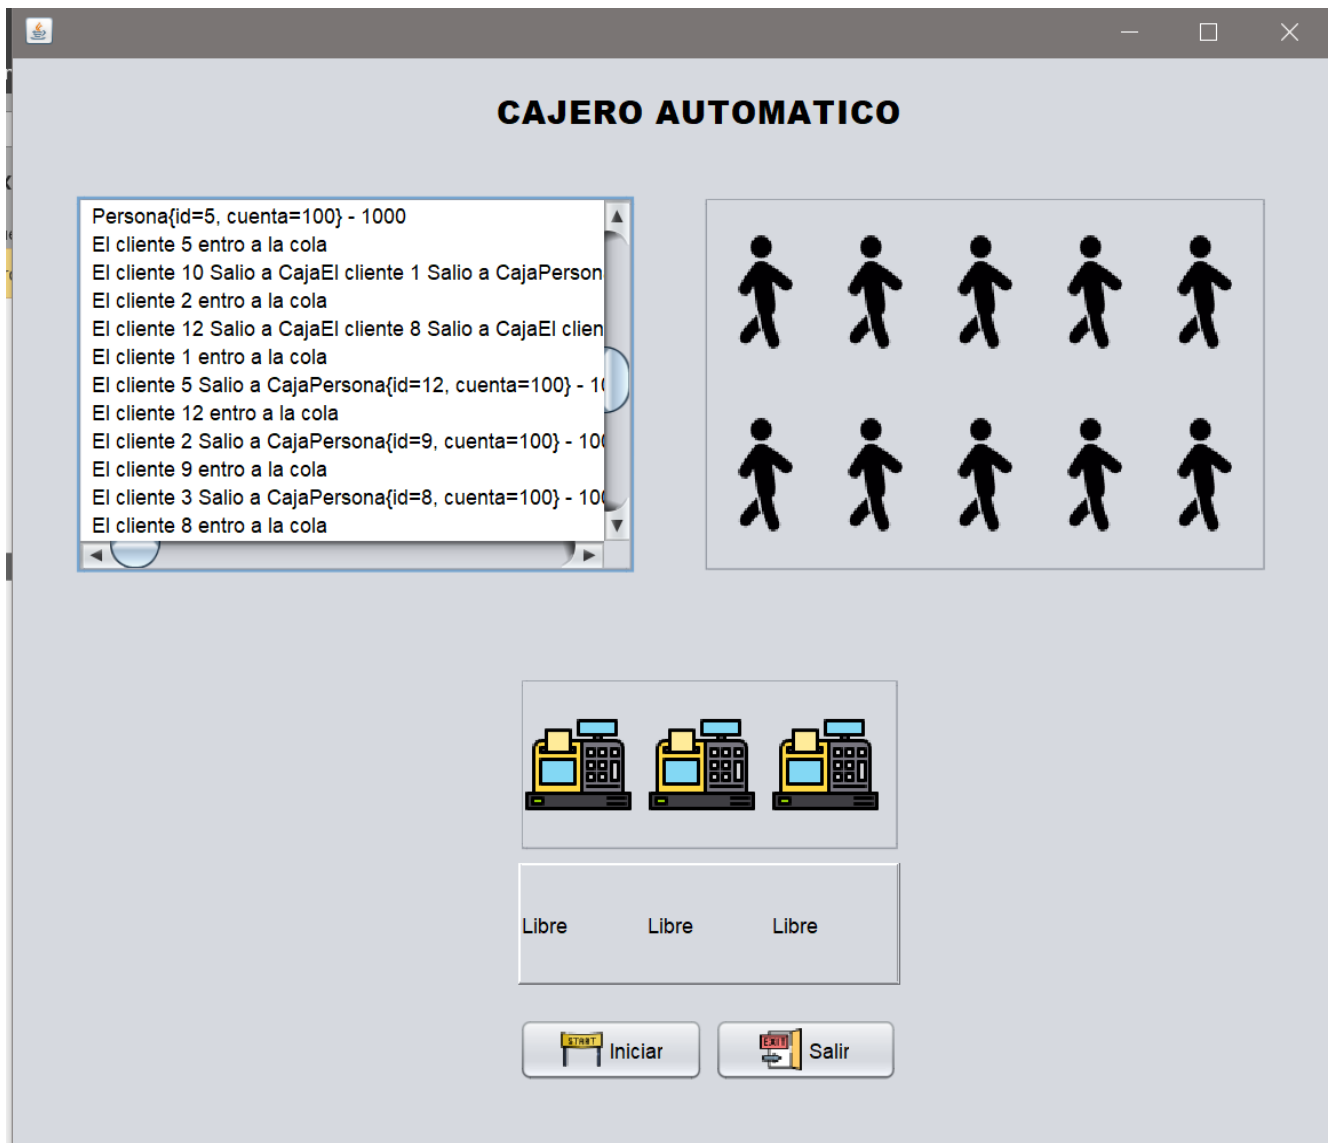 CAJERO AUTOMATICO
Persona{id=5, cuenta=100} - 1000
El cliente 5 entro a la cola
El cliente 10 Salio a CajaEl cliente 1 Salio a CajaPerson
El cliente 2 entro a la cola
El cliente 12 Salio a CajaEl cliente 8 Salio a CajaEl clien
El cliente 1 entro a la cola
El cliente 5 Salio a CajaPersona{id=12, cuenta=100} - 10
El cliente 12 entro a la cola
El cliente 2 Salio a CajaPersona{id=9, cuenta=100} - 100
El cliente 9 entro a la cola
El cliente 3 Salio a CajaPersona{id=8, cuenta=100} - 100
El cliente 8 entro a la cola
Libre Libre Libre
START Iniciar EXIT Salir